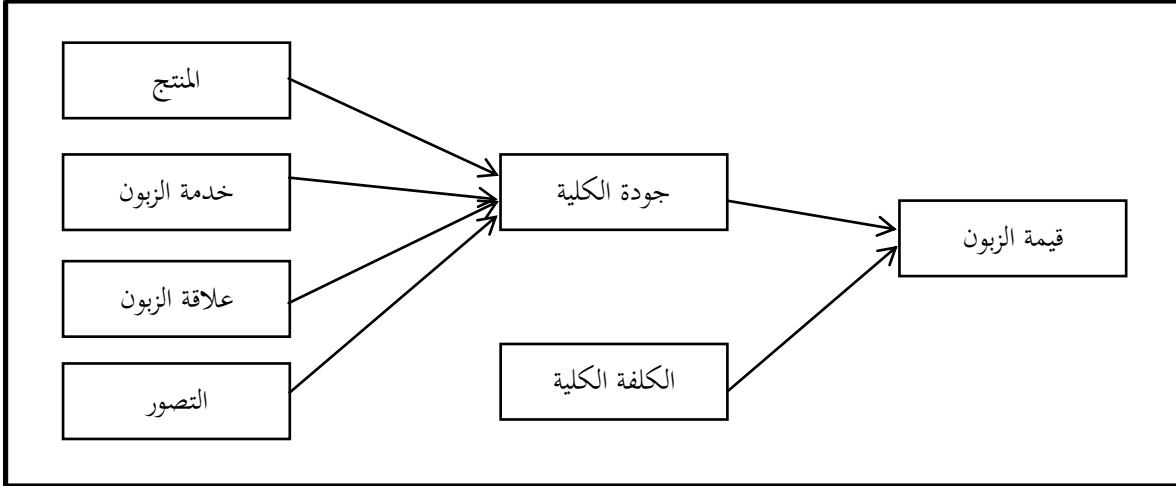 المنتج
خدمة الزبون
علاقة الزبون
التصور
جودة الكلية
الكلفة الكلية
قيمة الزبون